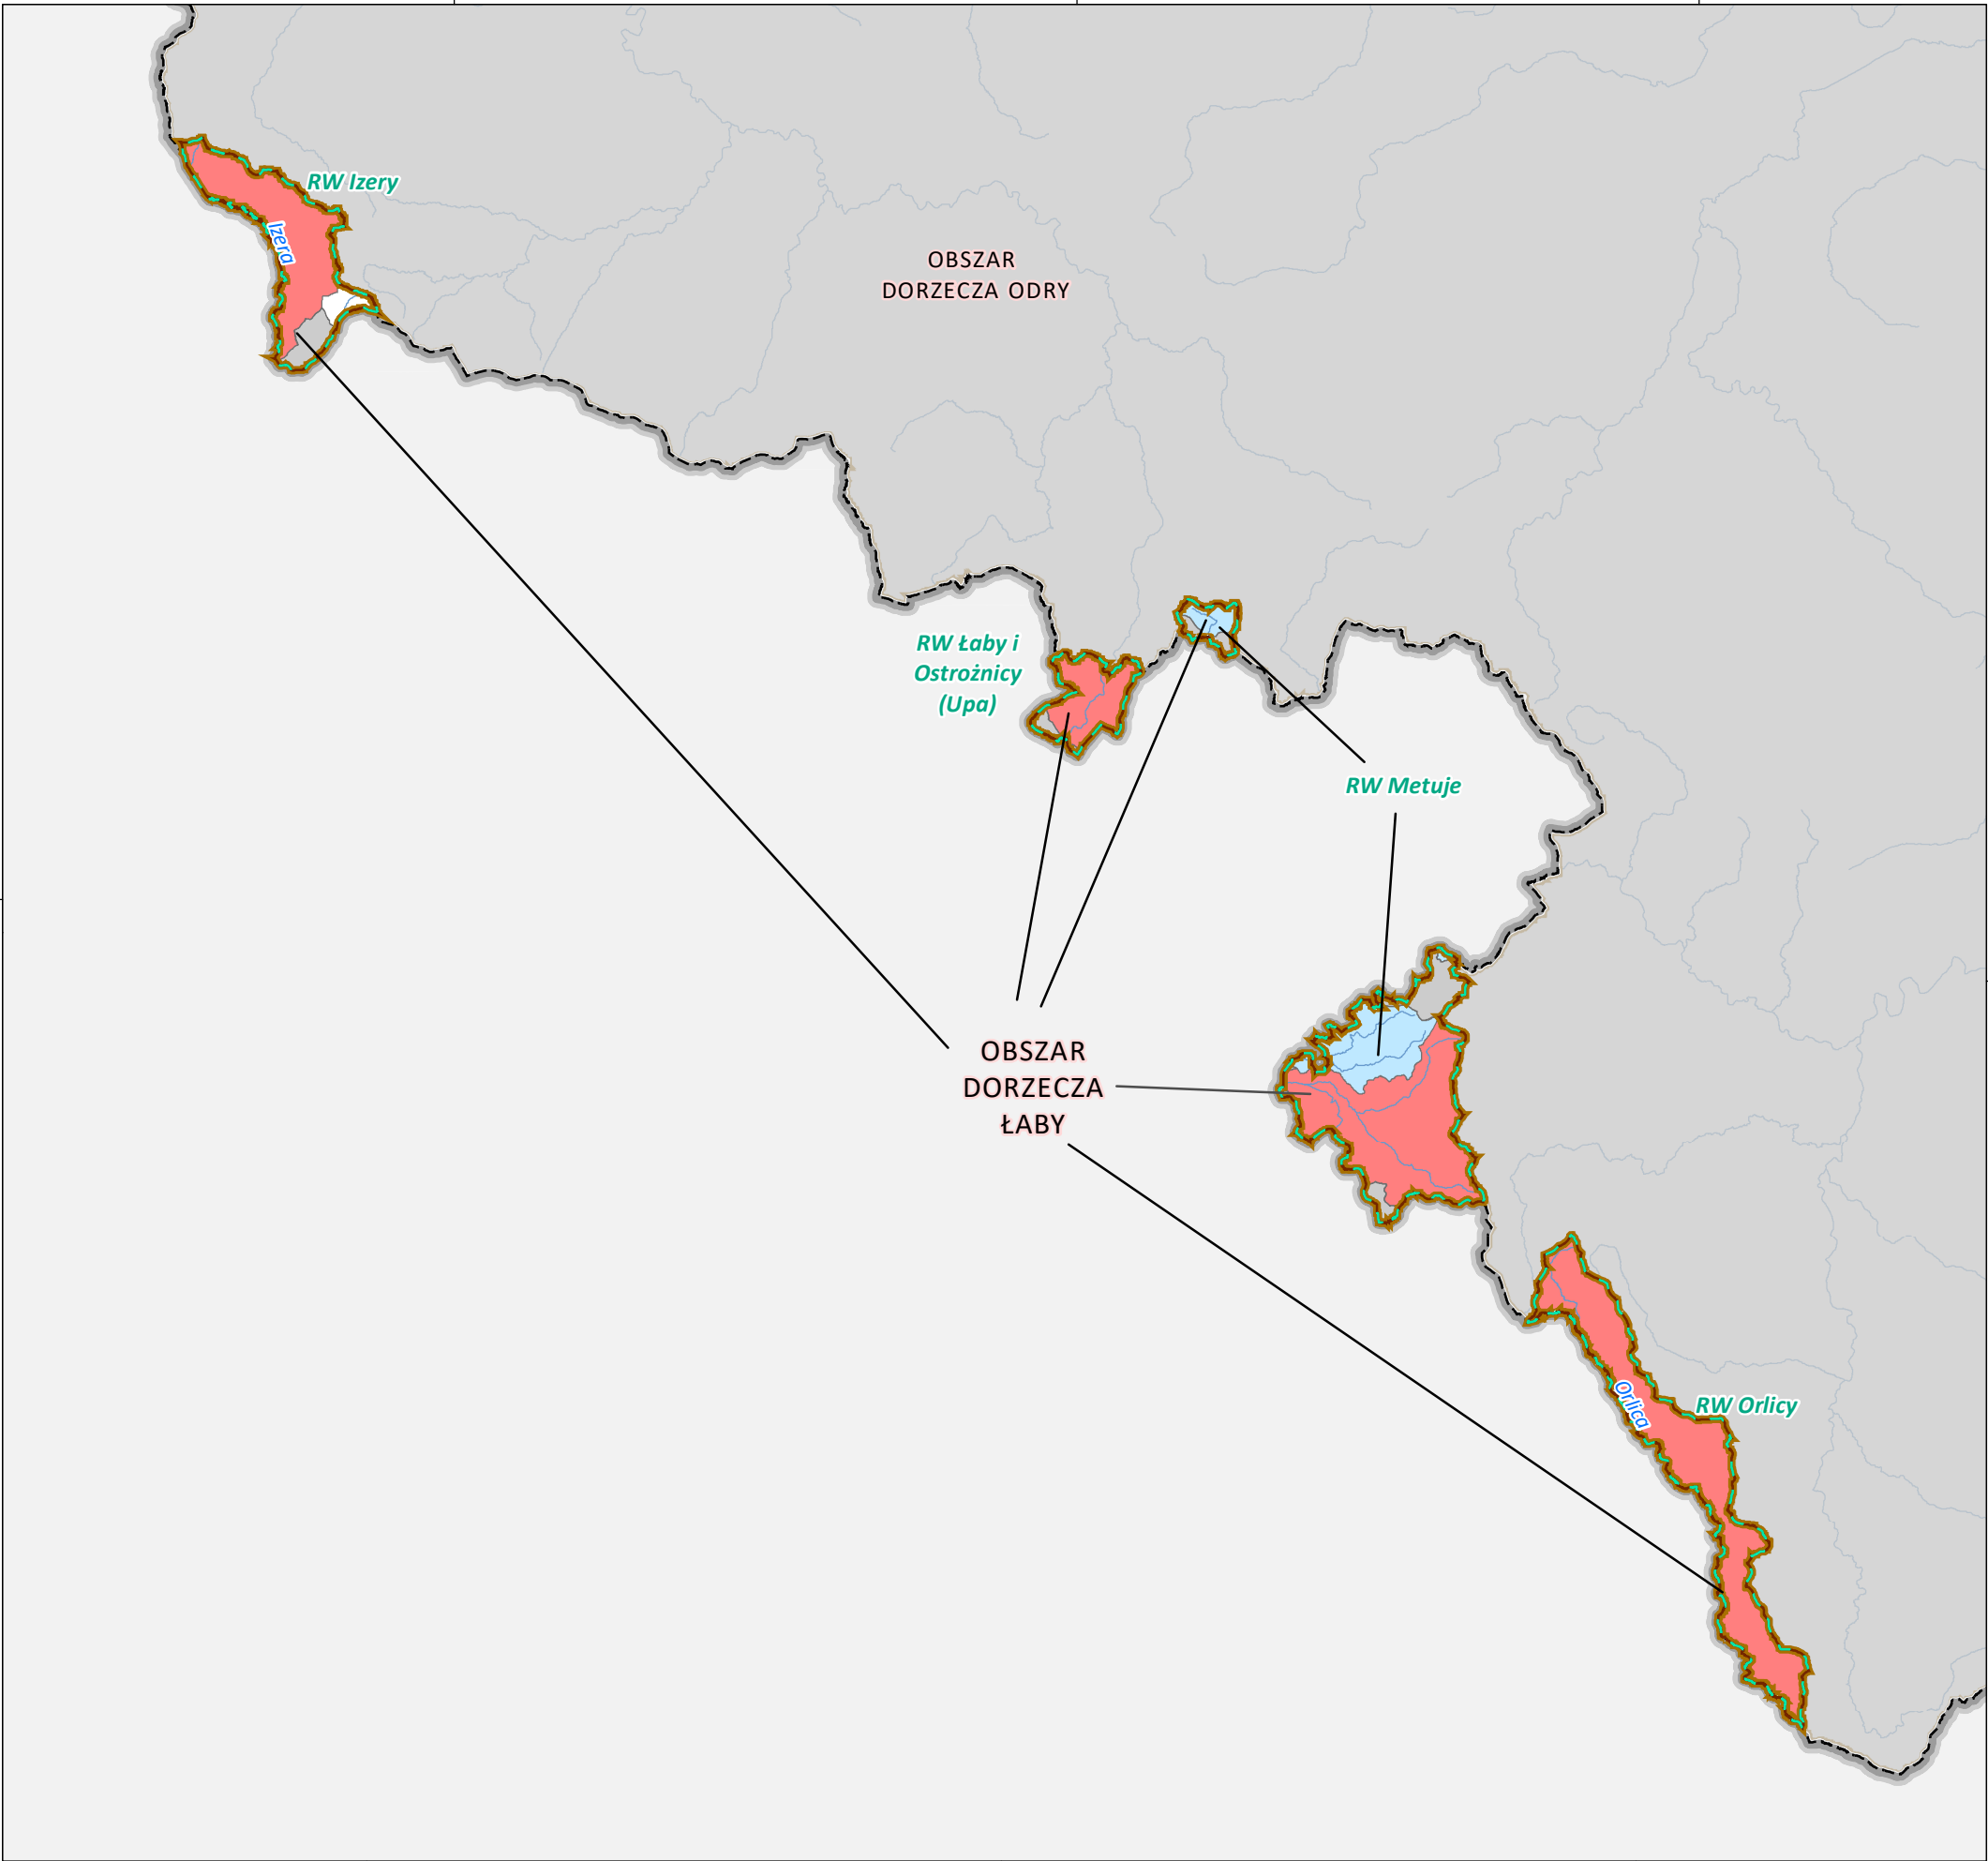 RW Izery
Izera
OBSZAR
DORZECZA ODRY
RW Łaby i
Ostrożnicy
(Upa)
RW Metuje
OBSZAR
DORZECZA
ŁABY
Orlica
RW Orlicy